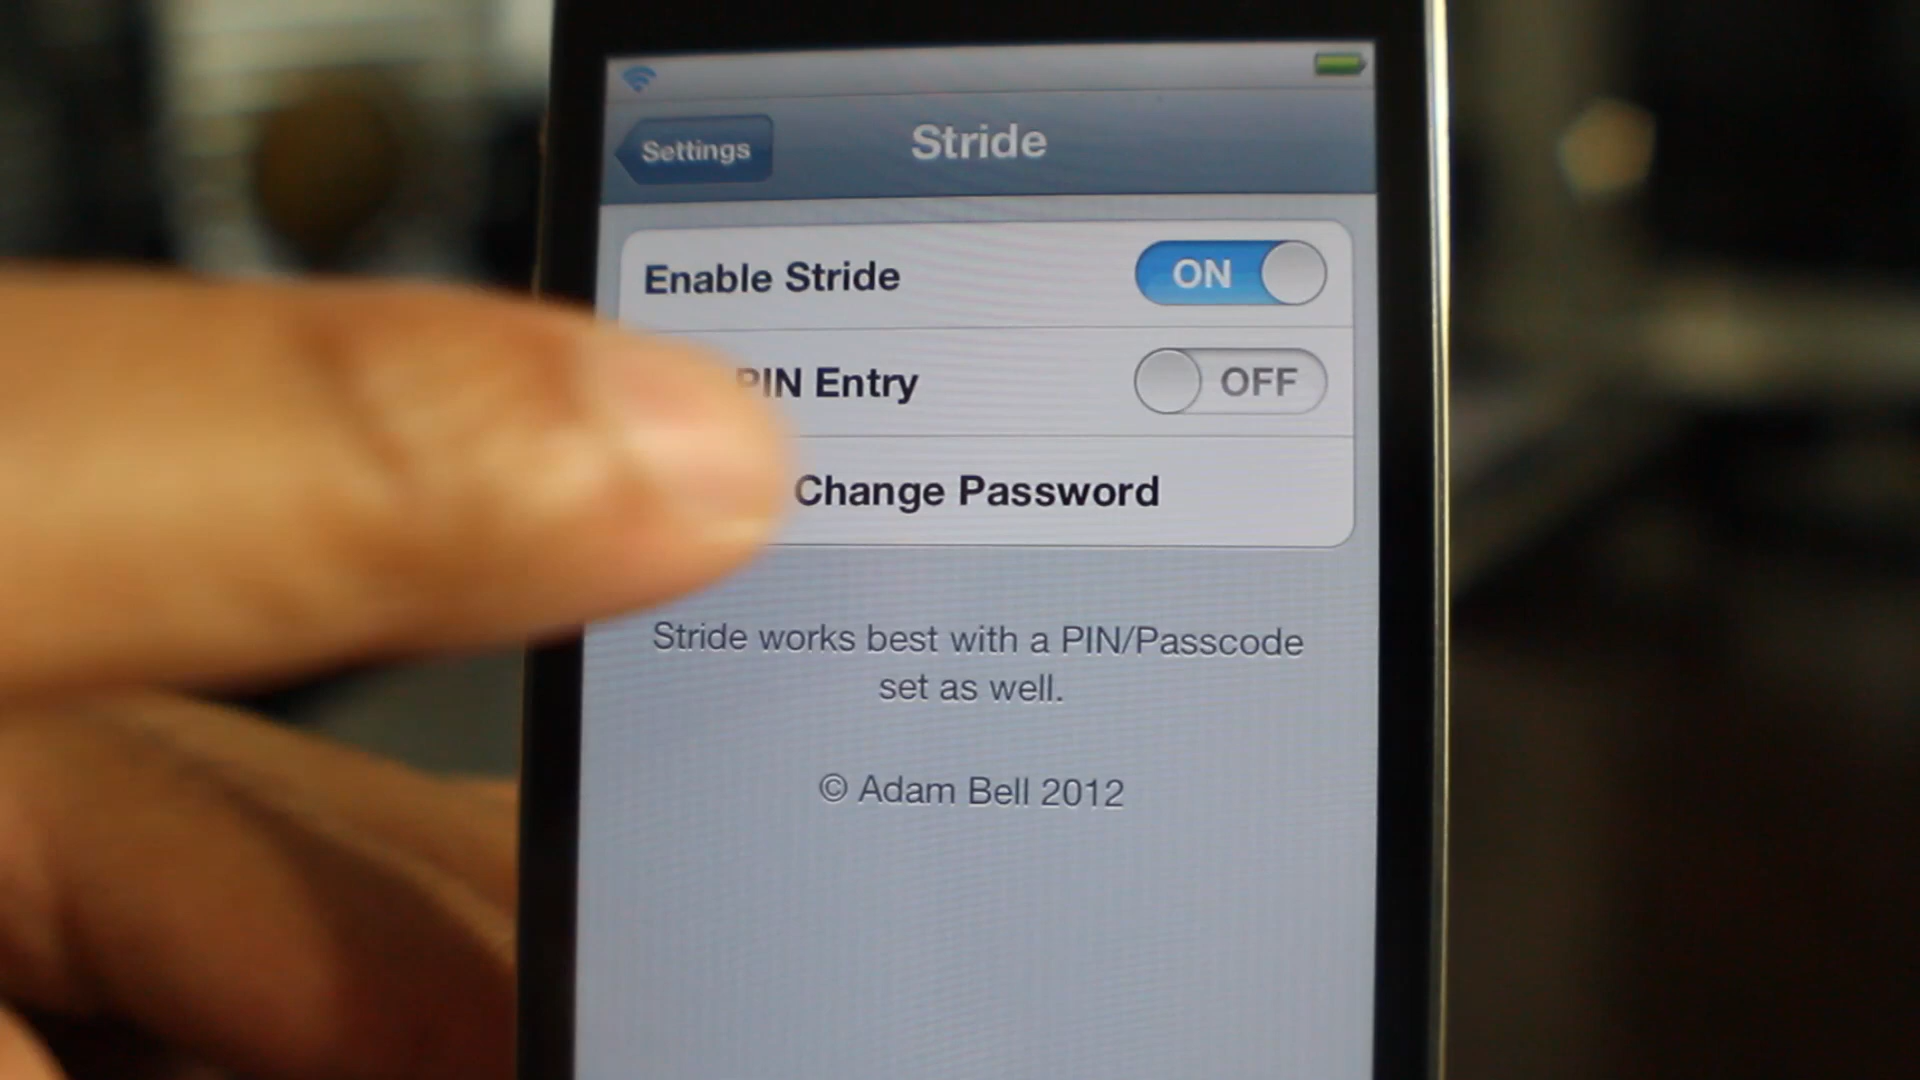 Settings
Stride
Enable Stride
ON
PIN Entry
OFF
Change Password
Stride works best with a PIN/Passcode
set as well.
© Adam Bell 2012